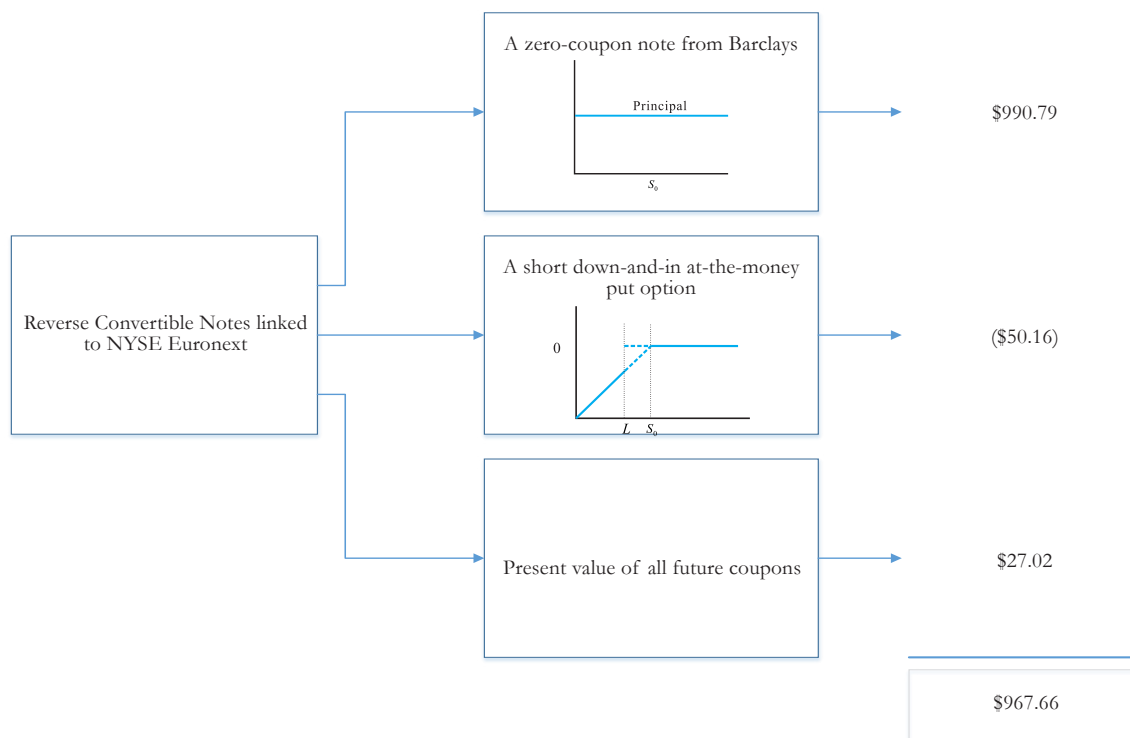 A zero-coupon note from Barclays
Principal
S0
$990.79
Reverse Convertible Notes linked
to NYSE Euronext
A short down-and-in at-the-money
put option
0
L S0
($50.16)
Present value of all future coupons
$27.02
$967.66